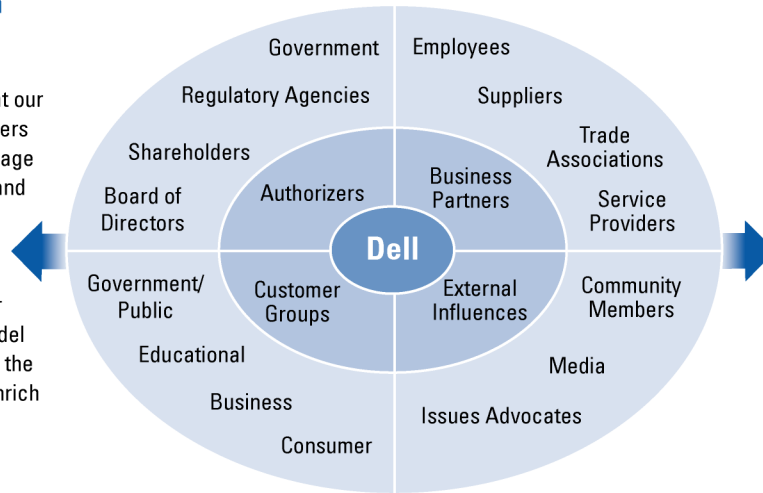 t our
ers
age
and
del
the
nrich
Government
Regulatory Agencies
Shareholders
Board of
Directors
Authorizers
Employees
Suppliers
Trade
Associations
Service
Providers
Business
Partners
Dell
Customer
Groups
Government/
Public
Educational
Business
Consumer
External
Influences
Community
Members
Media
Issues Advocates